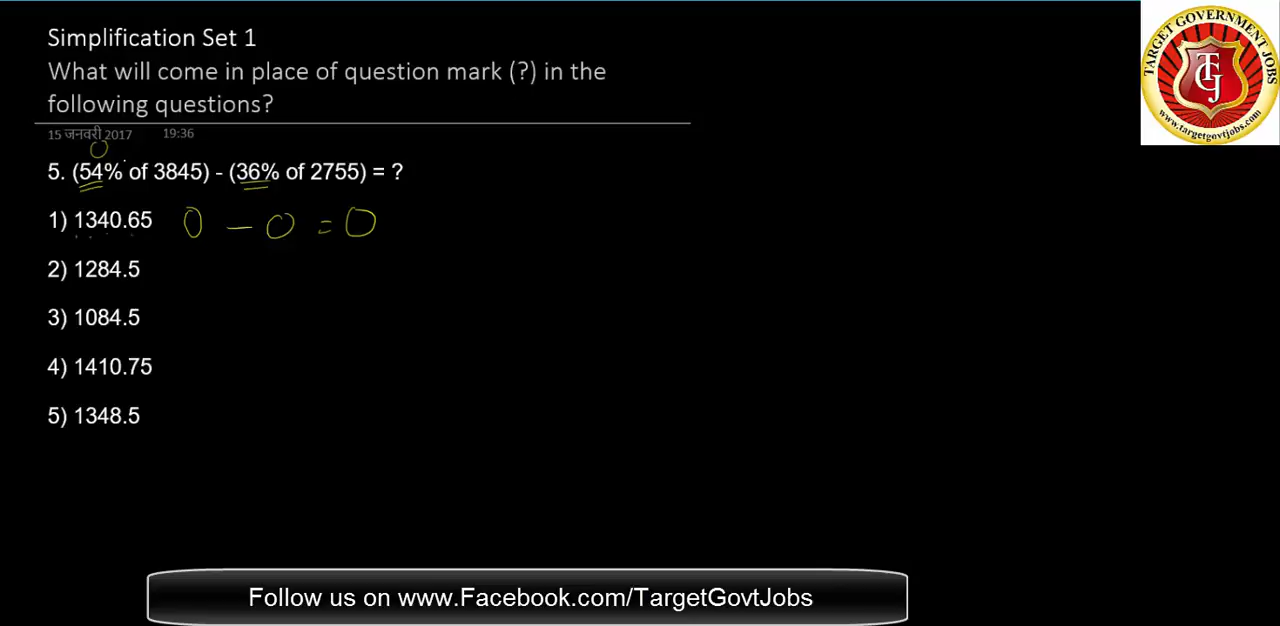 Simplification Set 1
What will come in place of question mark (?) in the
following questions?
15 जनवरी 2017 19:36
0
5. (54% of 3845) - (36% of 2755) = ?
1) 1340.65 0 - 0 = 0
2) 1284.5
3) 1084.5
4) 1410.75
5) 1348.5
Follow us on www.Facebook.com/TargetGovtJobs
TARGET GOVERNMENT JOBS
TGJ
www.targetgovtjobs.com